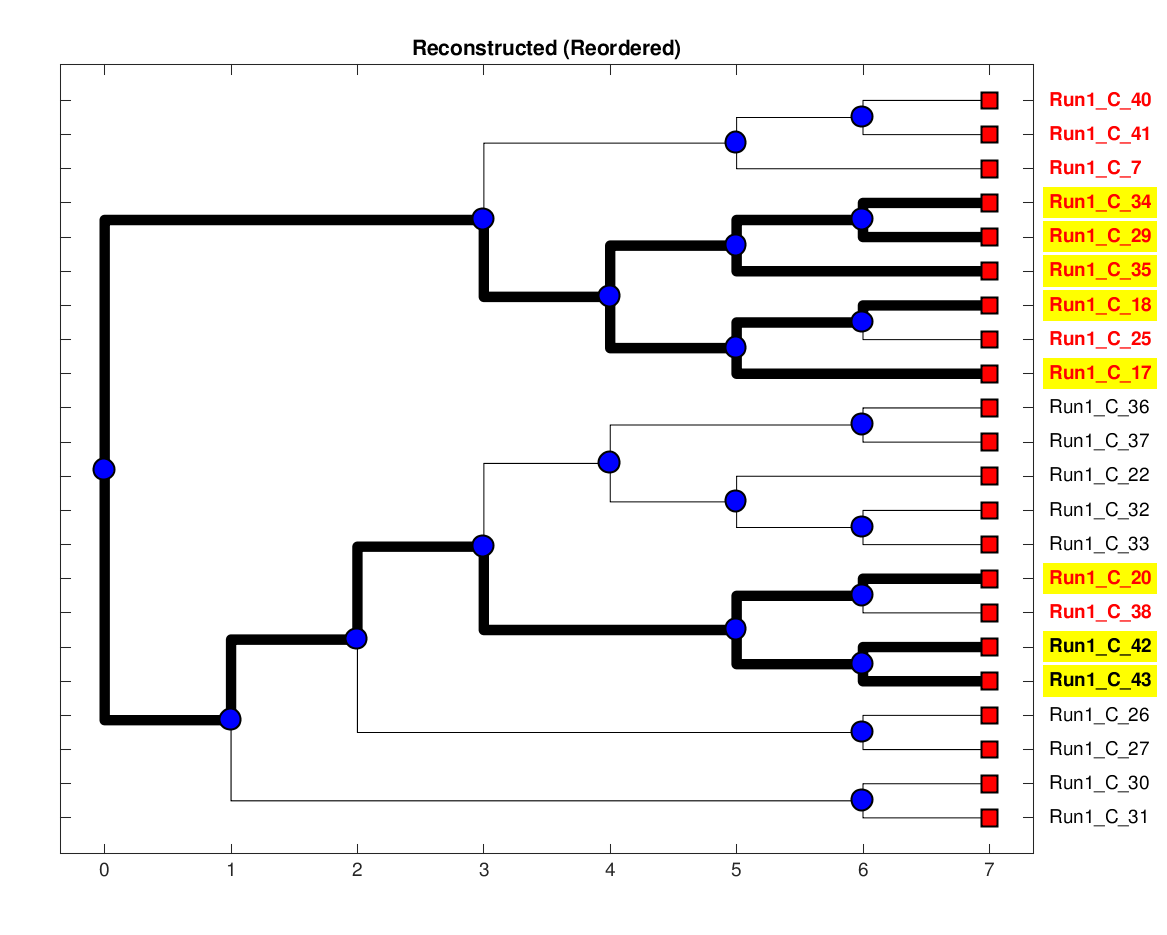 Reconstructed (Reordered)
Run1_C_40
Run1_C_41
Run1_C_7
Run1_C_34
Run1_C_29
Run1_C_35
Run1_C_18
Run1_C_25
Run1_C_17
Run1_C_36
Run1_C_37
Run1_C_22
Run1_C_32
Run1_C_33
Run1_C_20
Run1_C_38
Run1_C_42
Run1_C_43
Run1_C_26
Run1_C_27
Run1_C_30
Run1_C_31
0 1 2 3 4 5 6 7